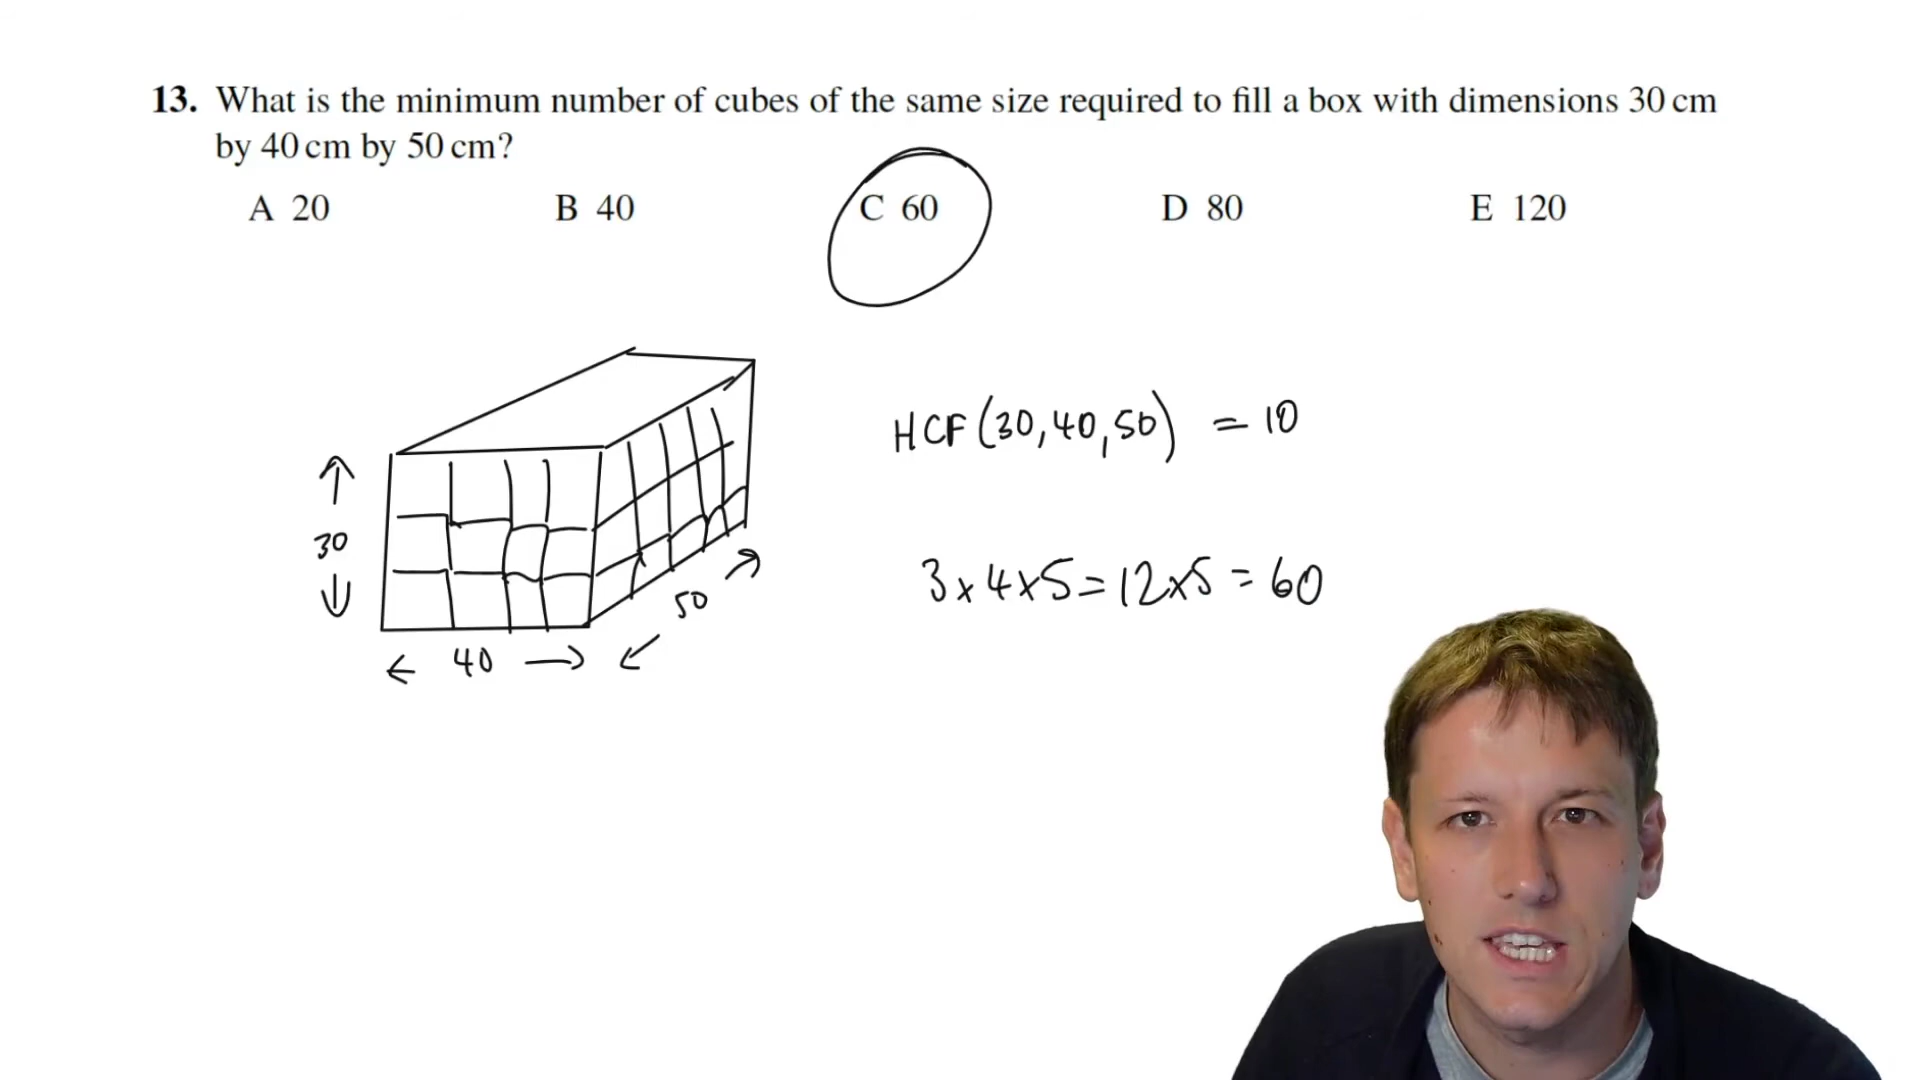 13. What is the minimum number of cubes of the same size required to fill a box with dimensions 30 cm
by 40 cm by 50 cm?
A 20 B 40 C 60 D 80 E 120
HCF(30,40,50) = 10
30
3 x 4 x 5 = 12 x 5 = 60
50
40